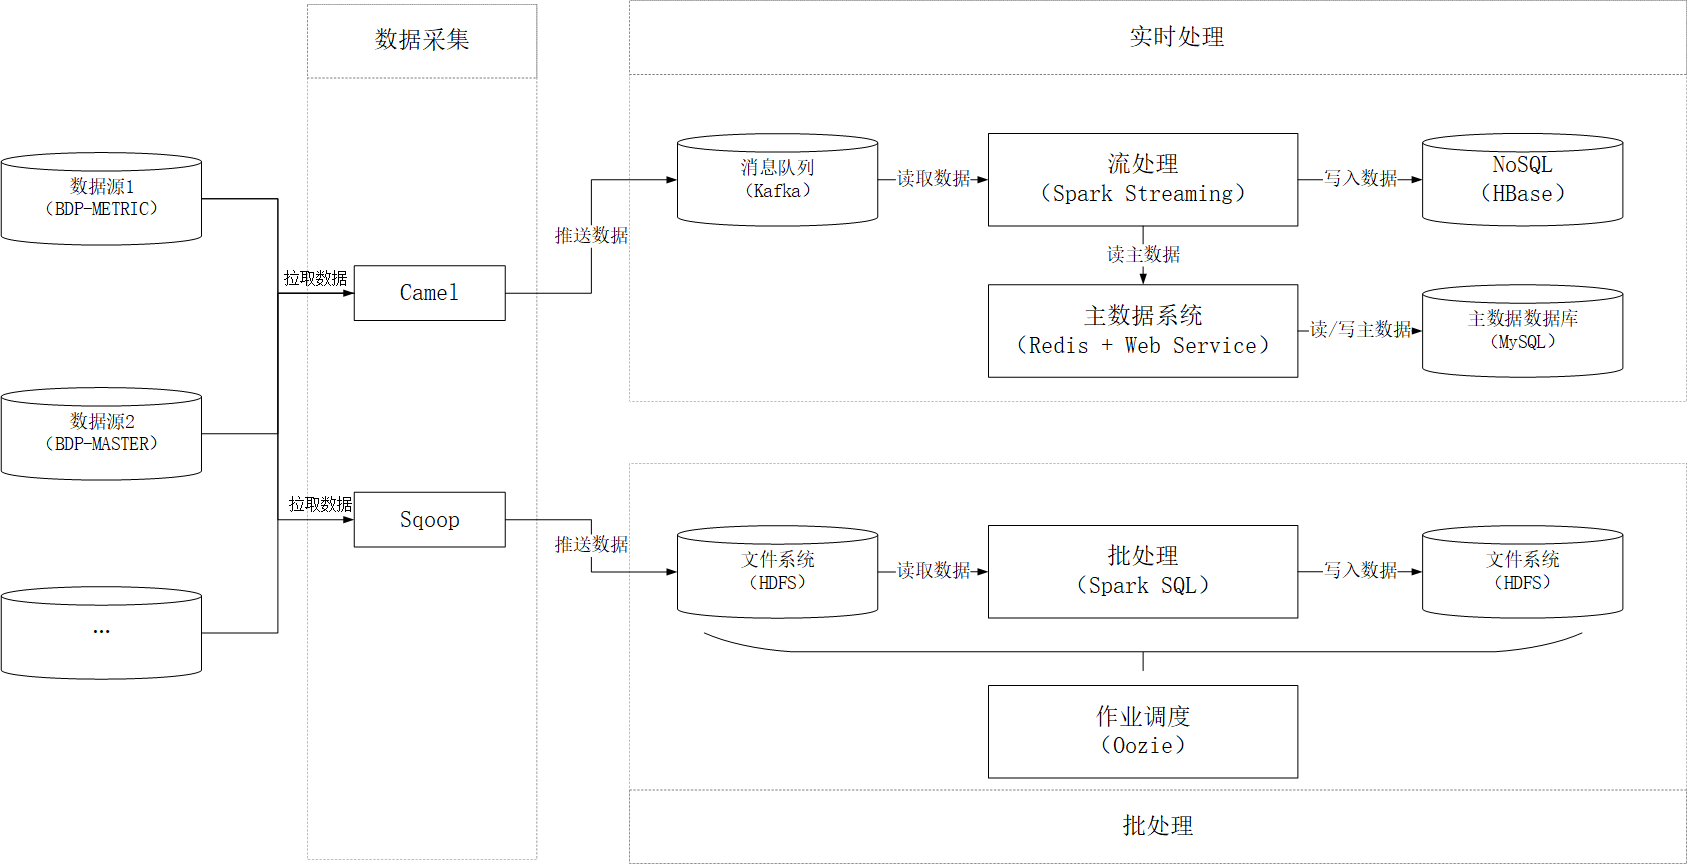 数据采集
实时处理
数据源1
（BDP-METRIC）
数据源2
（BDP-MASTER）
…
拉取数据
Camel
拉取数据
Sqoop
推送数据
推送数据
消息队列
（Kafka）
读取数据
流处理
（Spark Streaming）
写入数据
NoSQL
（HBase）
读主数据
主数据系统
（Redis + Web Service）
读/写主数据
主数据数据库
（MySQL）
文件系统
（HDFS）
读取数据
批处理
（Spark SQL）
写入数据
文件系统
（HDFS）
作业调度
（Oozie）
批处理